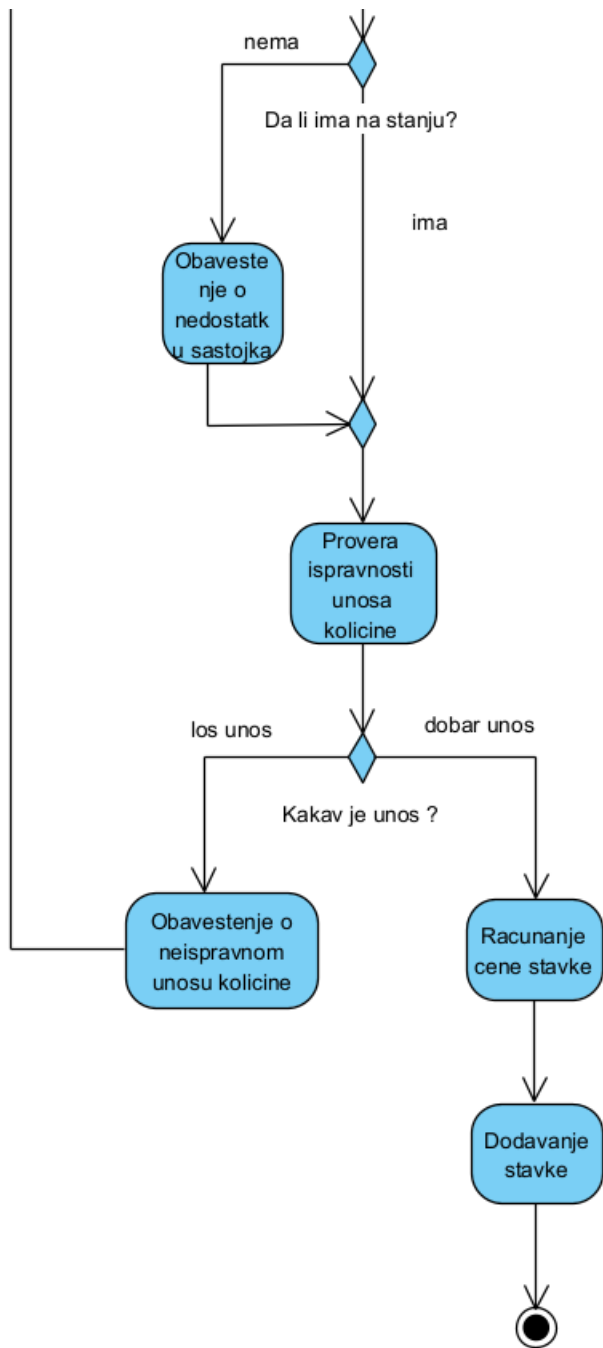 nema
Da li ima na stanju?
ima
Obaveste
nje o
nedostatk
u sastojka
Provera
ispravnosti
unosa
kolicine
los unos
dobar unos
Kakav je unos ?
Obavestenje o
neispravnom
unosu kolicine
Racunanje
cene stavke
Dodavanje
stavke